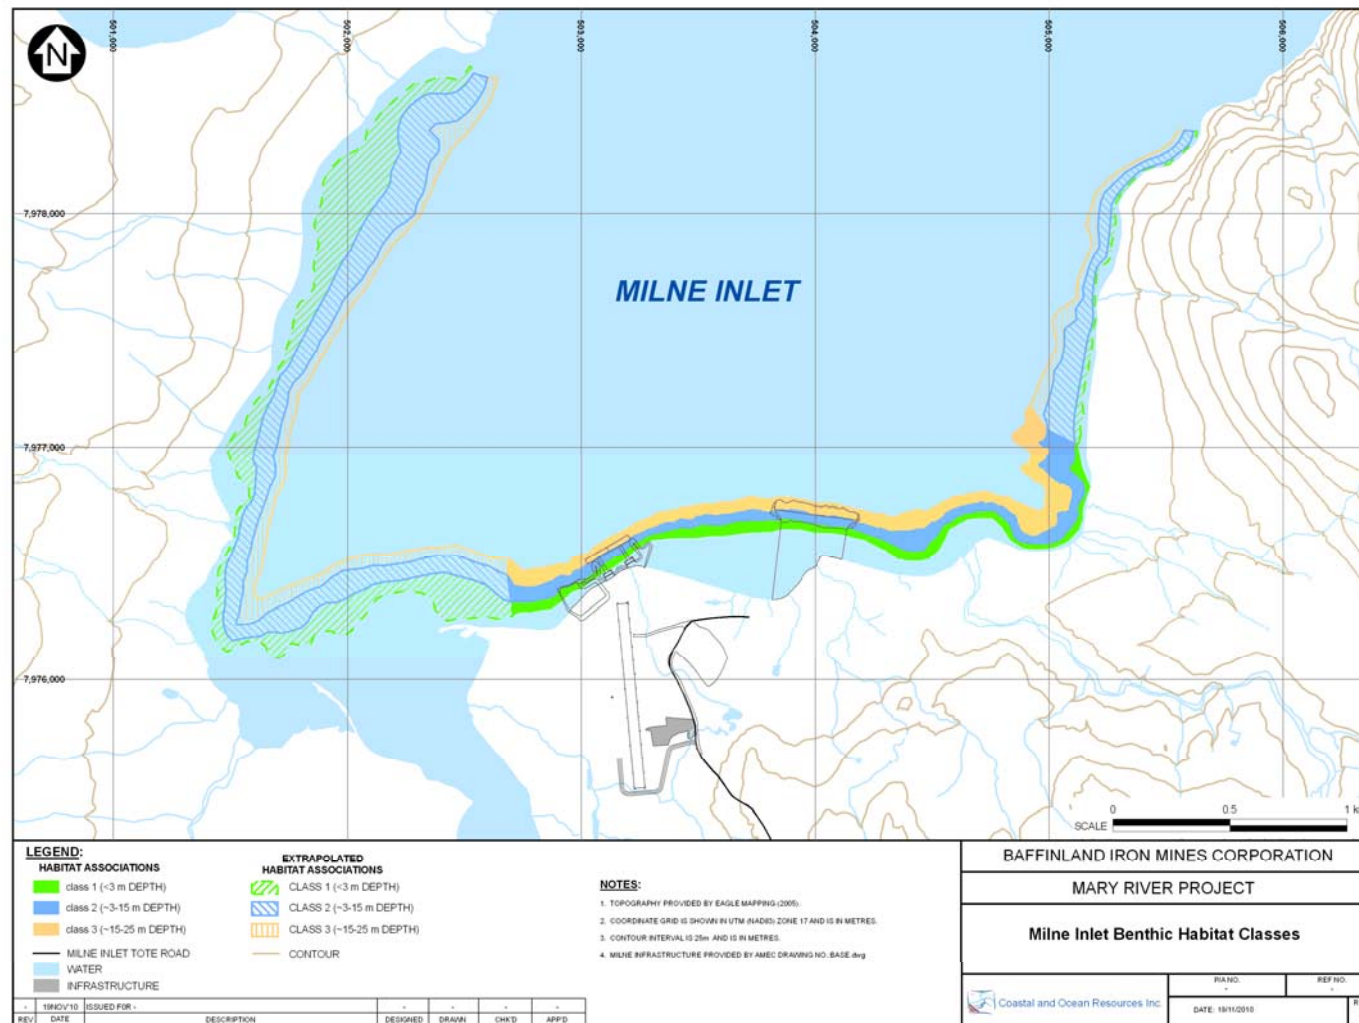 N
501,000
502,000
503,000
504,000
505,000
506,000
7,978,000
MILNE INLET
7,977,000
7,976,000
0 0.5 1 k
SCALE
LEGEND:
HABITAT ASSOCIATIONS
class 1 (<3 m DEPTH)
class 2 (~3-15 m DEPTH)
class 3 (~15-25 m DEPTH)
MILNE INLET TOTE ROAD
WATER
INFRASTRUCTURE
EXTRAPOLATED
HABITAT ASSOCIATIONS
CLASS 1 (<3 m DEPTH)
CLASS 2 (~3-15 m DEPTH)
CLASS 3 (~15-25 m DEPTH)
CONTOUR
NOTES:
1. TOPOGRAPHY PROVIDED BY EAGLE MAPPING (2005).
2. COORDINATE GRID IS SHOWN IN UTM (NAD83) ZONE 17 AND IS IN METRES.
3. CONTOUR INTERVAL IS 25m AND IS IN METRES.
4. MILNE INFRASTRUCTURE PROVIDED BY AMEC DRAWING NO. BASE.dwg
BAFFINLAND IRON MINES CORPORATION
MARY RIVER PROJECT
Milne Inlet Benthic Habitat Classes
Coastal and Ocean Resources Inc.
P/A NO.
-
REF NO.
-
DATE: 19/11/2010
R
- 19NOV'10 ISSUED FOR - - - - -
REV DATE DESCRIPTION DESIGNED DRAWN CHK'D APP'D